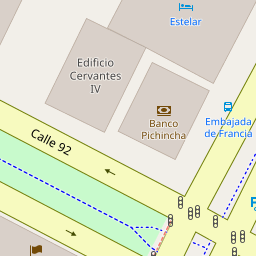 Estelar
Edificio
Cervantes
IV
Banco
Pichincha
Embajada
de Francia
Calle 92